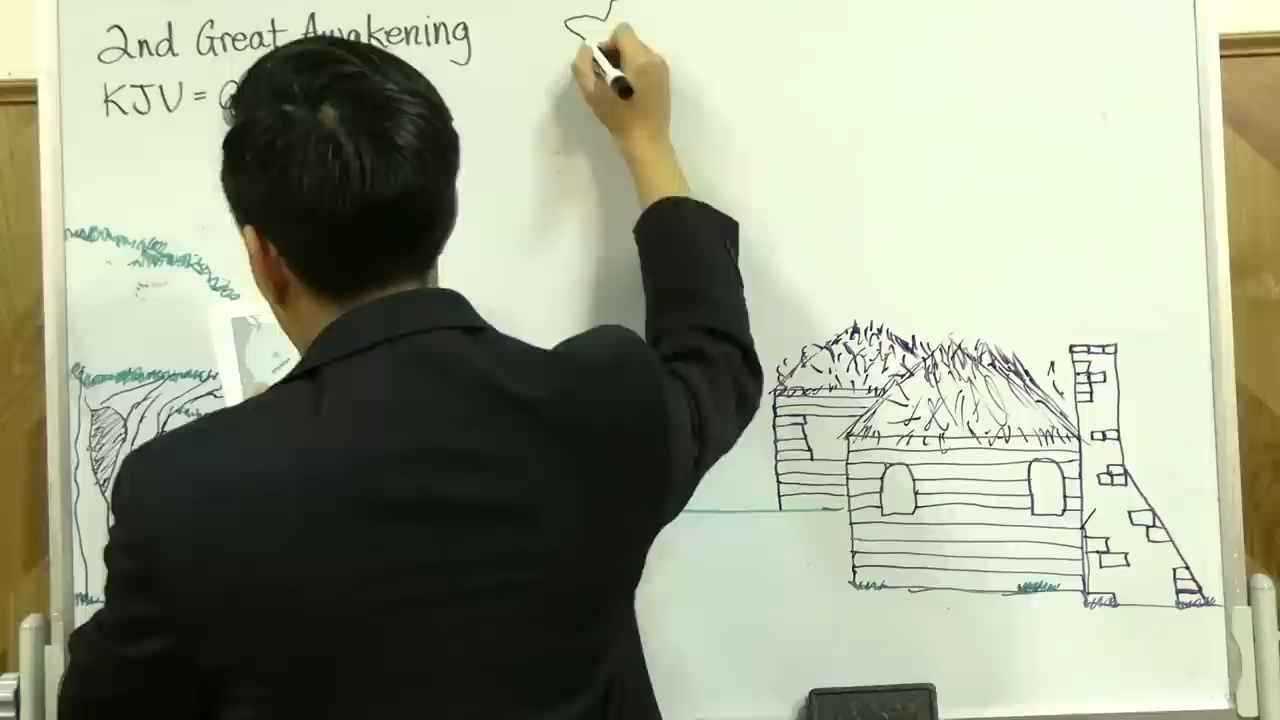 2nd Great Awakening
KJV =